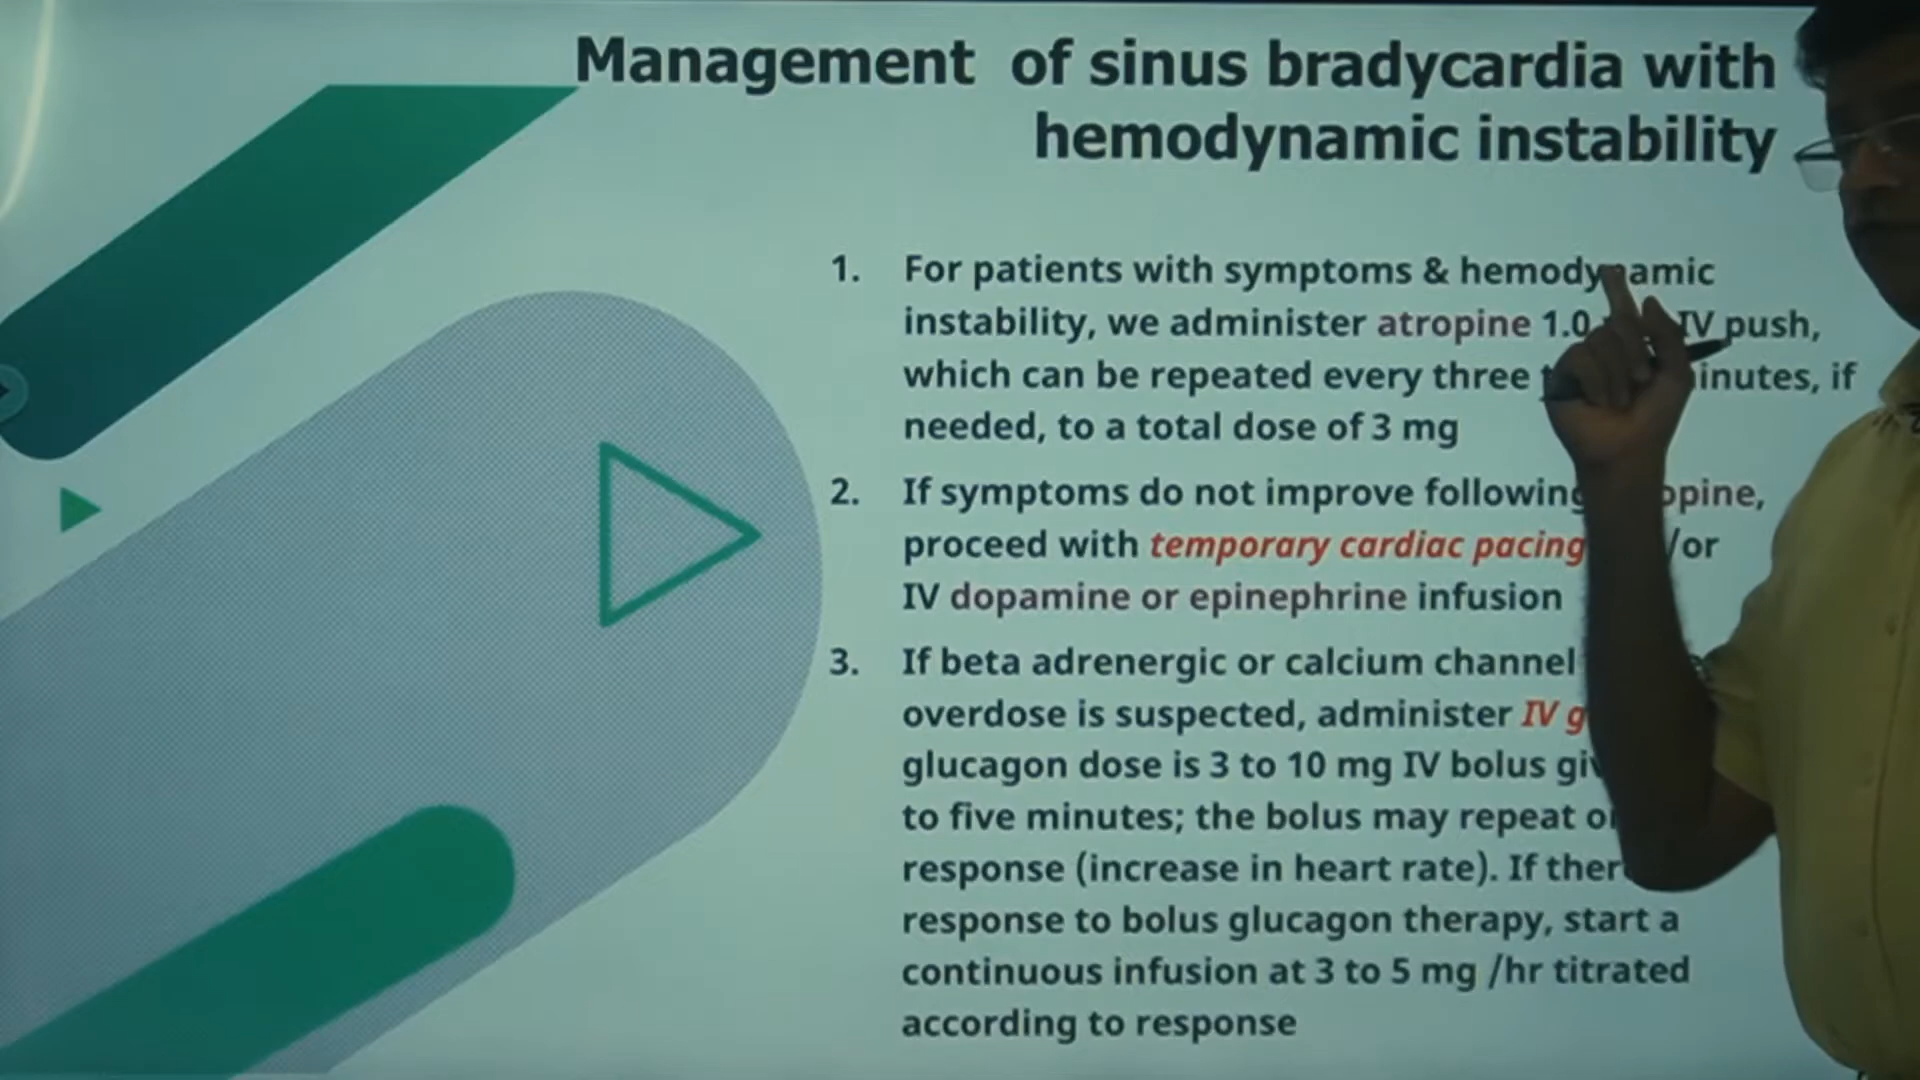 Management of sinus bradycardia with
hemodynamic instability
1. For patients with symptoms & hemodynamic
instability, we administer atropine 1.0 IV push,
which can be repeated every three minutes, if
needed, to a total dose of 3 mg
2. If symptoms do not improve following
proceed with temporary cardiac pacing /or
IV dopamine or epinephrine infusion
3. If beta adrenergic or calcium channel
overdose is suspected, administer IV
glucagon dose is 3 to 10 mg IV bolus
to five minutes; the bolus may repeat
response (increase in heart rate). If
response to bolus glucagon therapy, start a
continuous infusion at 3 to 5 mg /hr titrated
according to response